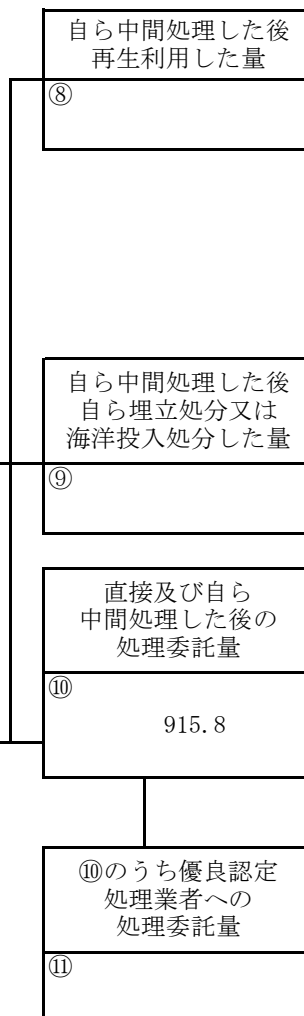 自ら中間処理した後
再生利用した量
⑧
自ら中間処理した後
自ら埋立処分又は
海洋投入処分した量
⑨
直接及び自ら
中間処理した後の
処理委託量
⑩
915.8
⑩のうち優良認定
処理業者への
処理委託量
⑪